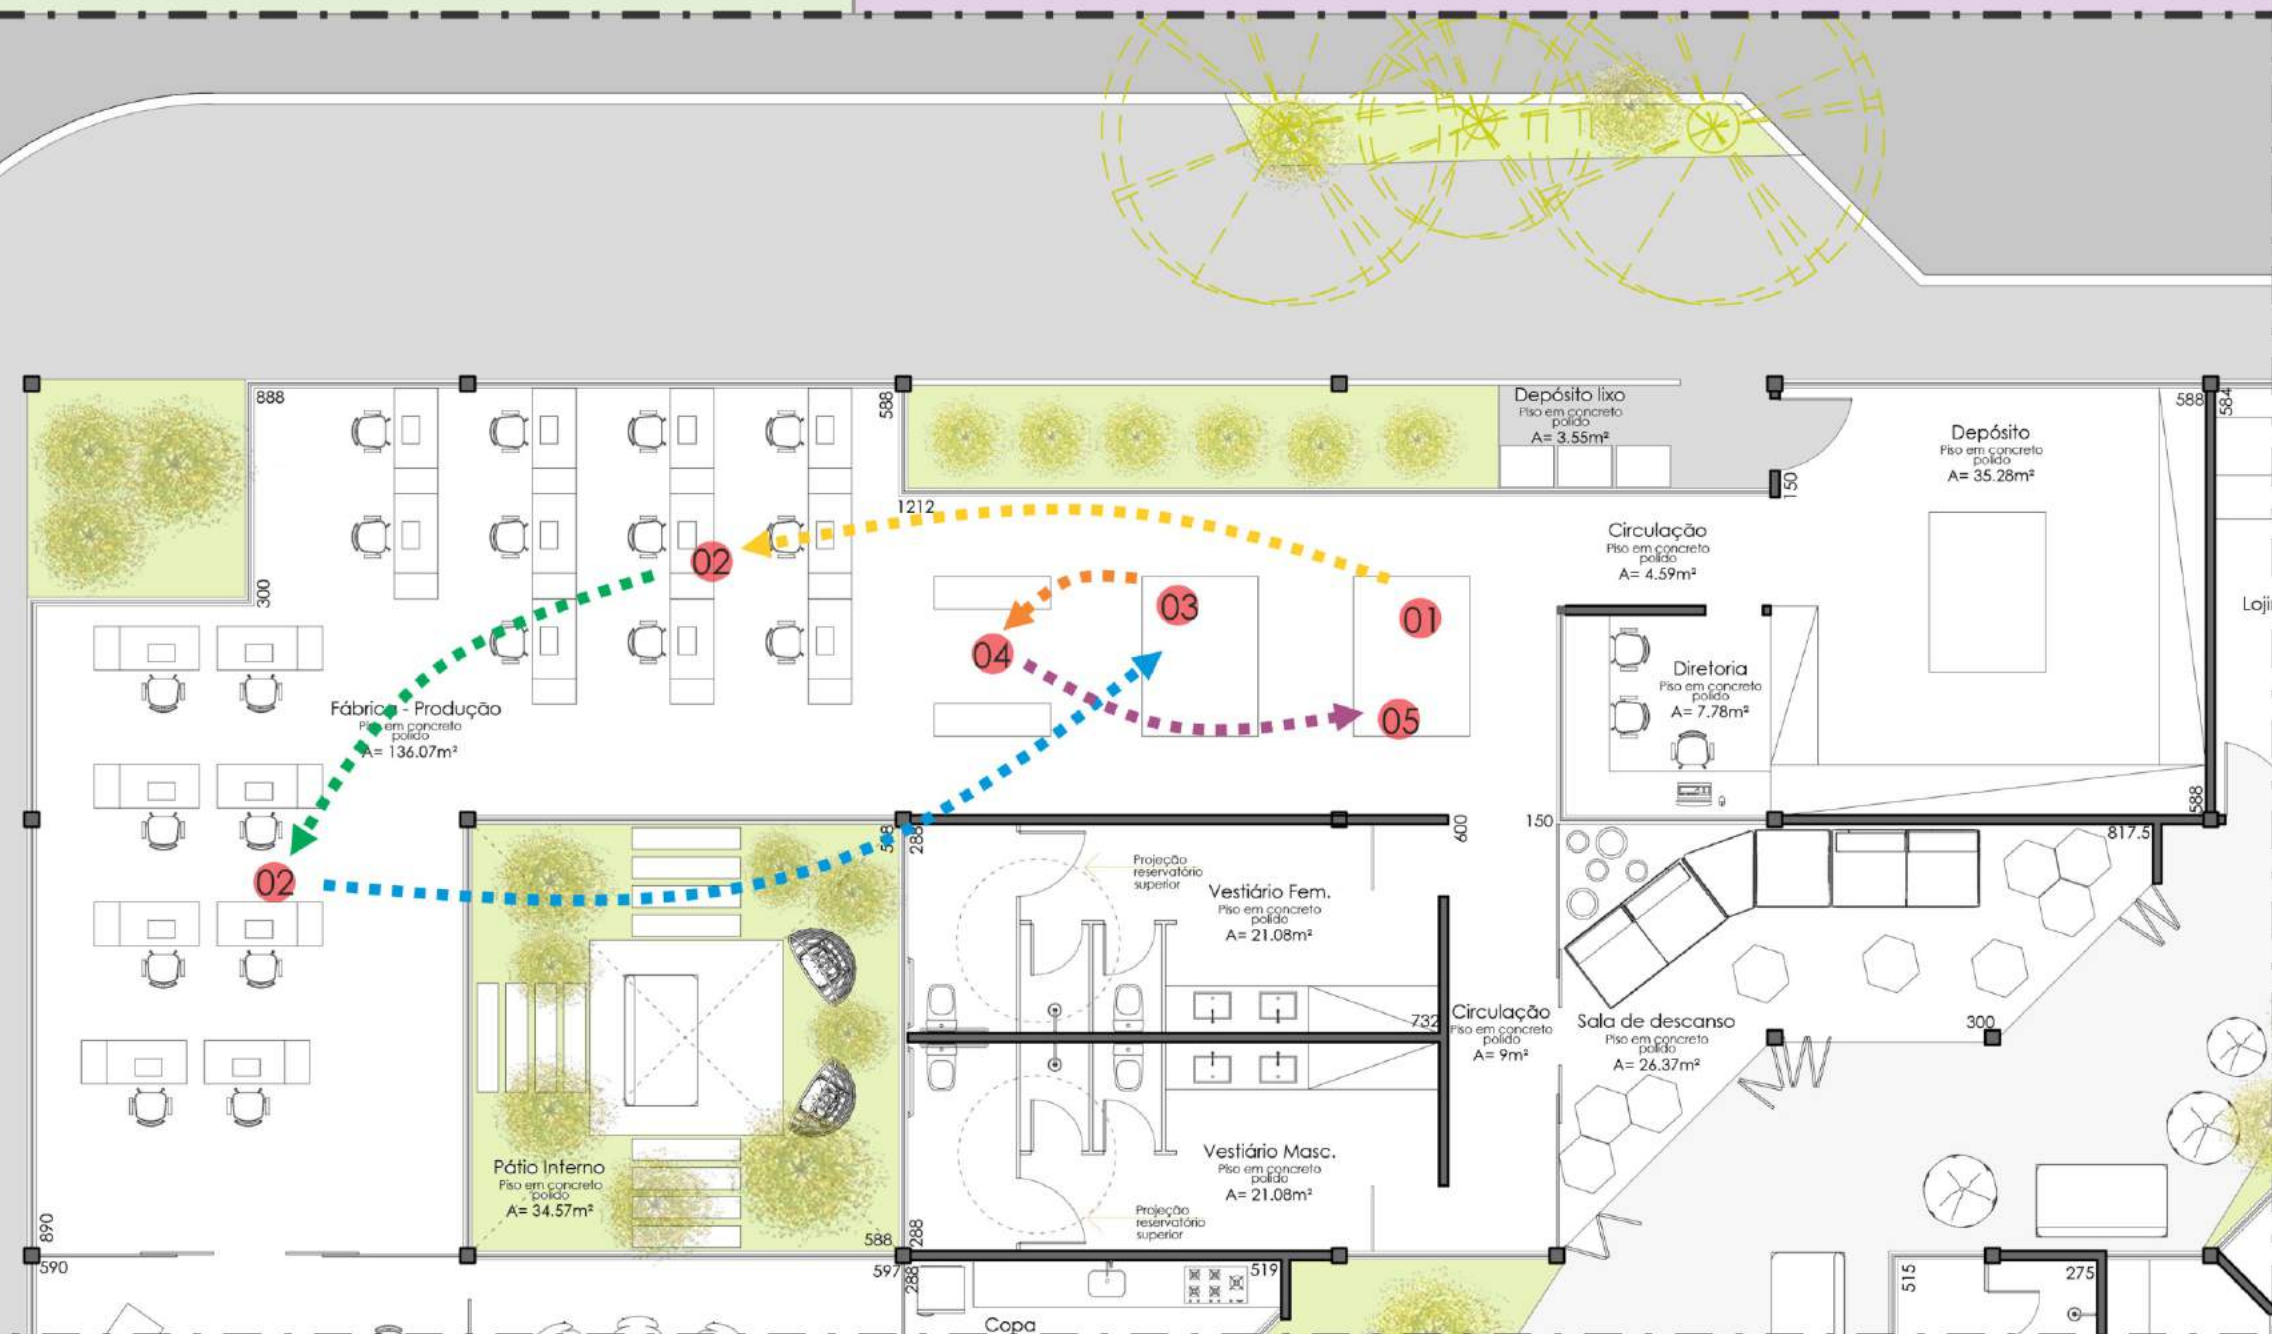 888
588
Depósito lixo
Piso em concreto
polido
A= 3.55m²
588
584
Depósito
Piso em concreto
polido
A= 35.28m²
150
1212
Circulação
Piso em concreto
polido
A= 4.59m²
300
02
03
01
04
05
Diretoria
Piso em concreto
polido
A= 7.78m²
Fábrica - Produção
Piso em concreto
polido
A= 136.07m²
588
150
600
817.5
588
288
02
Projeção
reservatório
superior
Vestiário Fem.
Piso em concreto
polido
A= 21.08m²
732
Circulação
Piso em concreto
polido
A= 9m²
Sala de descanso
Piso em concreto
polido
A= 26.37m²
300
Vestiário Masc.
Piso em concreto
polido
A= 21.08m²
Pátio Interno
Piso em concreto
polido
A= 34.57m²
Projeção
reservatório
superior
890
588
288
590
597
288
519
515
275
Copa